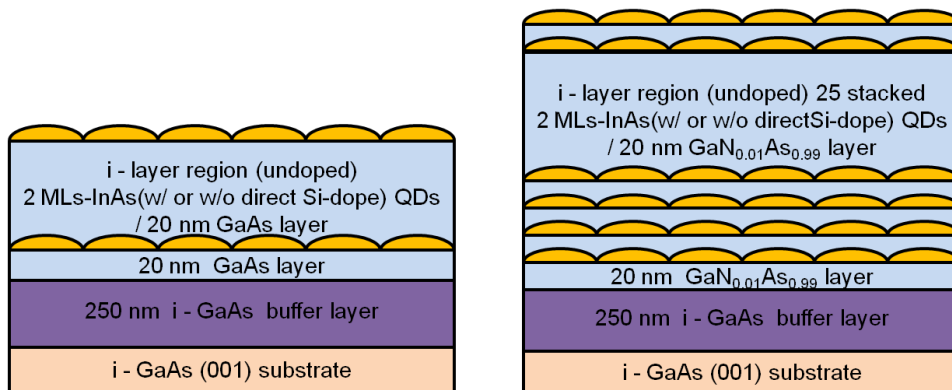 i - layer region (undoped)
2 MLs-InAs(w/ or w/o direct Si-dope) QDs
/ 20 nm GaAs layer
20 nm GaAs layer
250 nm i - GaAs buffer layer
i - GaAs (001) substrate
i - layer region (undoped) 25 stacked
2 MLs-InAs(w/ or w/o directSi-dope) QDs
/ 20 nm GaN0.01As0.99 layer
20 nm GaN0.01As0.99 layer
250 nm i - GaAs buffer layer
i - GaAs (001) substrate